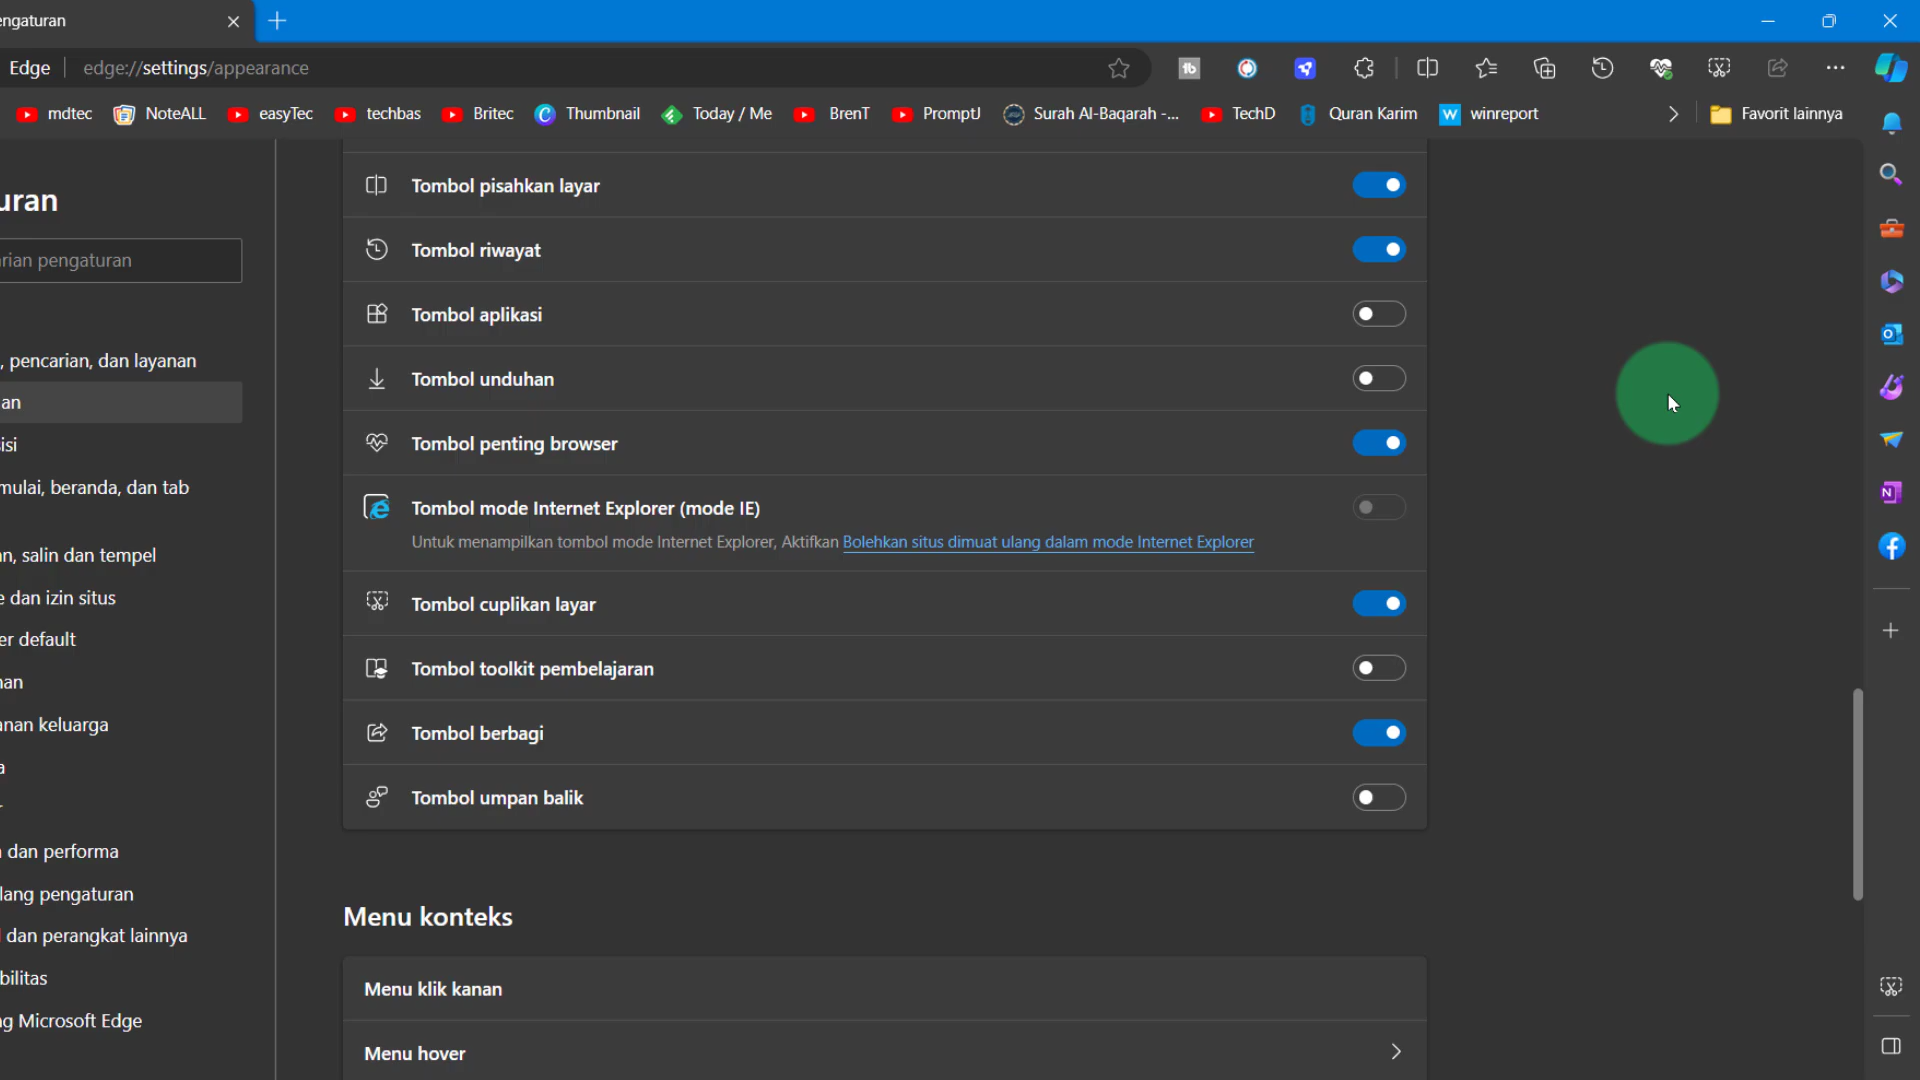 engaturan
Edge edge://settings/appearance
mdtec NoteALL easyTec techbas Britec Thumbnail Today / Me BrenT PromptJ Surah Al-Baqarah -... TechD Quran Karim winreport Favorit lainnya
uran
rian pengaturan
, pencarian, dan layanan
an
isi
mulai, beranda, dan tab
n, salin dan tempel
e dan izin situs
er default
han
anan keluarga
a
r
dan performa
lang pengaturan
dan perangkat lainnya
bilitas
g Microsoft Edge
Tombol pisahkan layar
Tombol riwayat
Tombol aplikasi
Tombol unduhan
Tombol penting browser
Tombol mode Internet Explorer (mode IE)
Untuk menampilkan tombol mode Internet Explorer, Aktifkan Bolehkan situs dimuat ulang dalam mode Internet Explorer
Tombol cuplikan layar
Tombol toolkit pembelajaran
Tombol berbagi
Tombol umpan balik
Menu konteks
Menu klik kanan
Menu hover